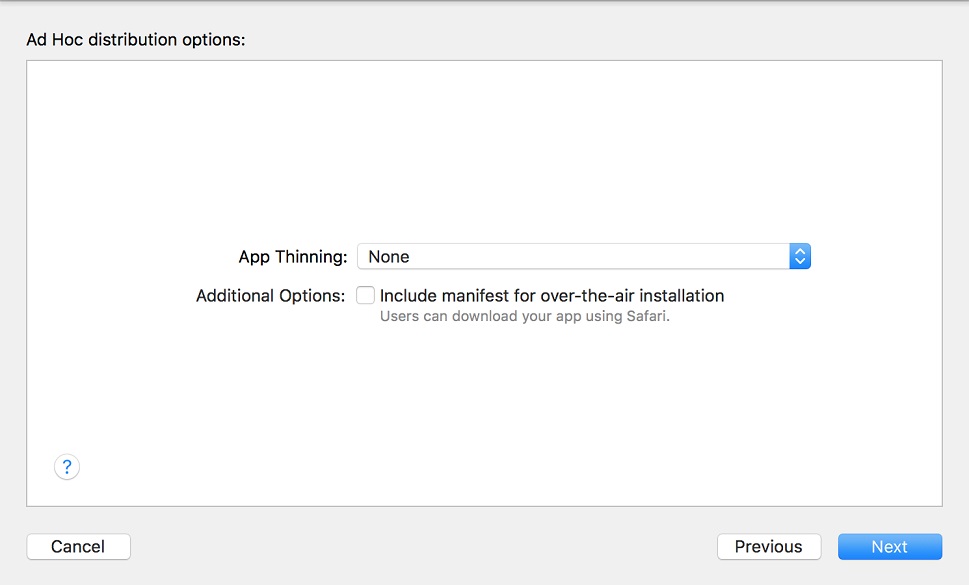 Ad Hoc distribution options:
App Thinning: None
Additional Options: Include manifest for over-the-air installation
Users can download your app using Safari.
?
Cancel Previous Next